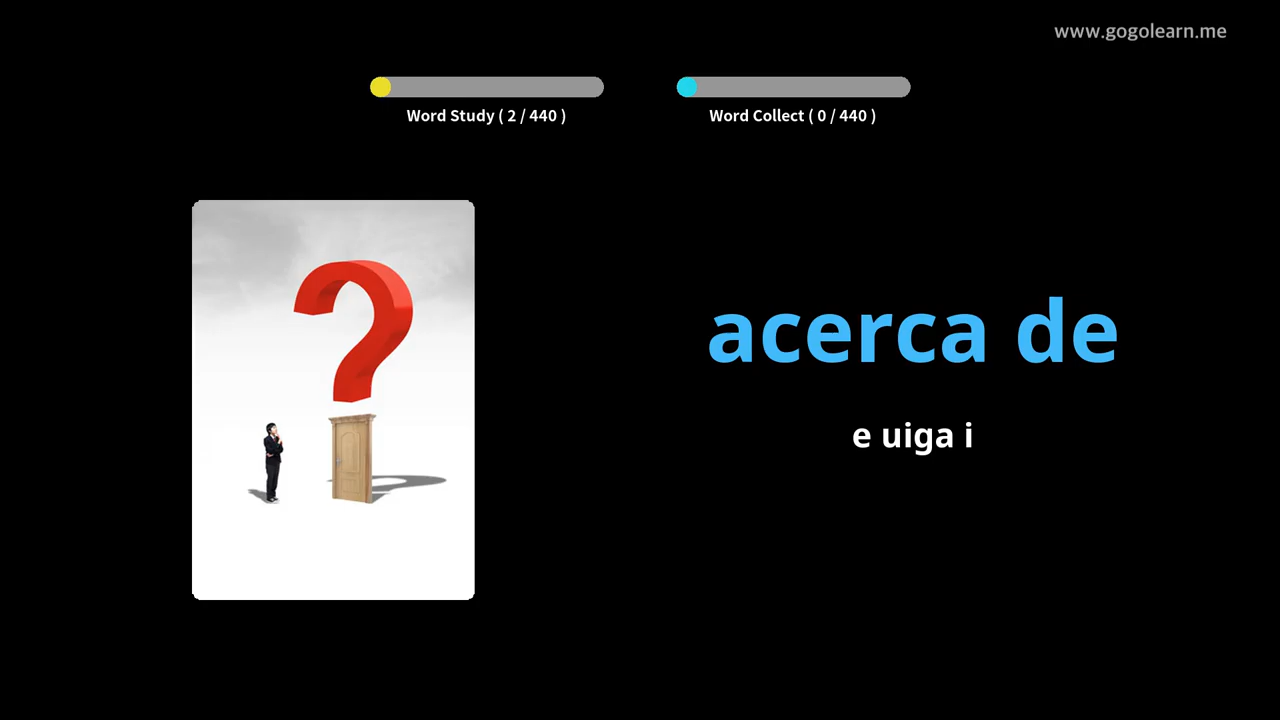 www.gogolearn.me
Word Study ( 2 / 440 )
Word Collect ( 0 / 440 )
acerca de
e uiga i